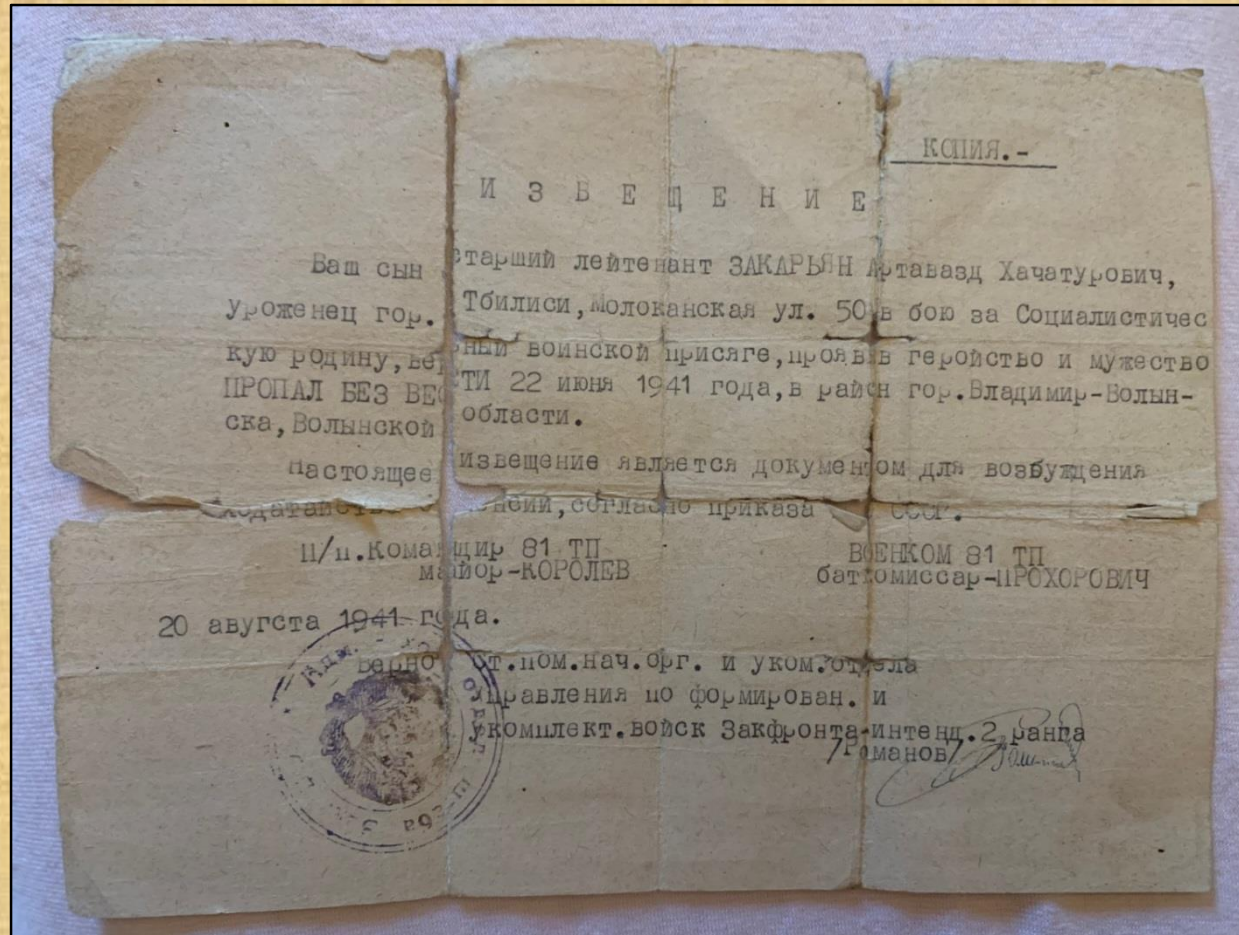 КОПИЯ.-
ИЗВЕЩЕНИЕ
Ваш сын старший лейтенант ЗАКАРЬЯН Артавазд Хачатурович,
уроженец гор. Тбилиси, Молоканская ул. 50 в бою за Социалистичес
кую родину, верный воинской присяге, проявив геройство и мужество
ПРОПАЛ БЕЗ ВЕСТИ 22 июня 1941 года, в район гор. Владимир-Волын-
ска, Волынской области.
Настоящее извещение является документом для возбуждения
ходатайства пенсии, согласно приказа СССР.
П/п. Командир 81 ТП ВОЕНКОМ 81 ТП
майор-КОРОЛЕВ батkомиссар-ПРОХОРОВИЧ
20 авугста 1941 года.
Верно ст.пом.нач.орг. и уком.отдела
Управления по формирован. и
укомплект.войск Закфронта-интенд.2 ранга
/Романов/